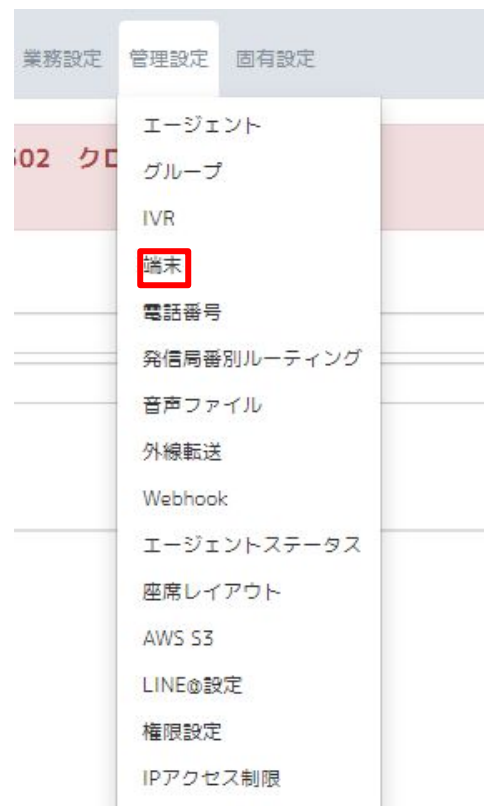 業務設定 管理設定 固有設定
エージェント
502 クロ
グループ
IVR
端末
電話番号
発信局番別ルーティング
音声ファイル
外線転送
Webhook
エージェントステータス
座席レイアウト
AWS S3
LINE@設定
権限設定
IPアクセス制限